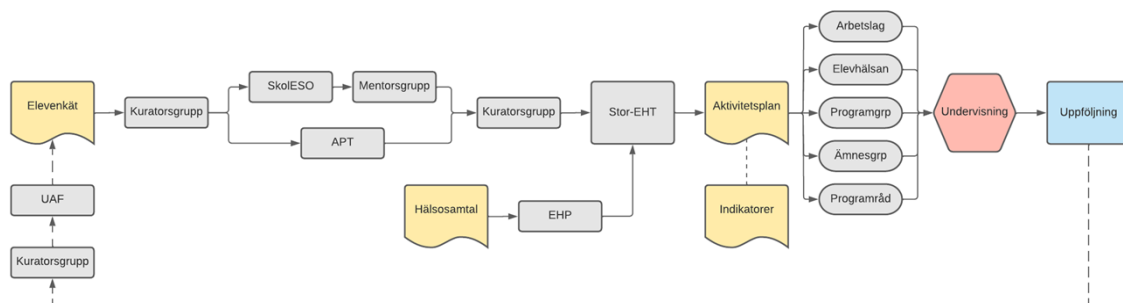 Elevenkät
Kuratorsgrupp
SkolESO
Mentorsgrupp
APT
Kuratorsgrupp
Stor-EHT
Aktivitetsplan
Arbetslag
Elevhälsan
Programgrp
Ämnesgrp
Programråd
Undervisning
Uppföljning
UAF
Kuratorsgrupp
Hälsosamtal
EHP
Indikatorer